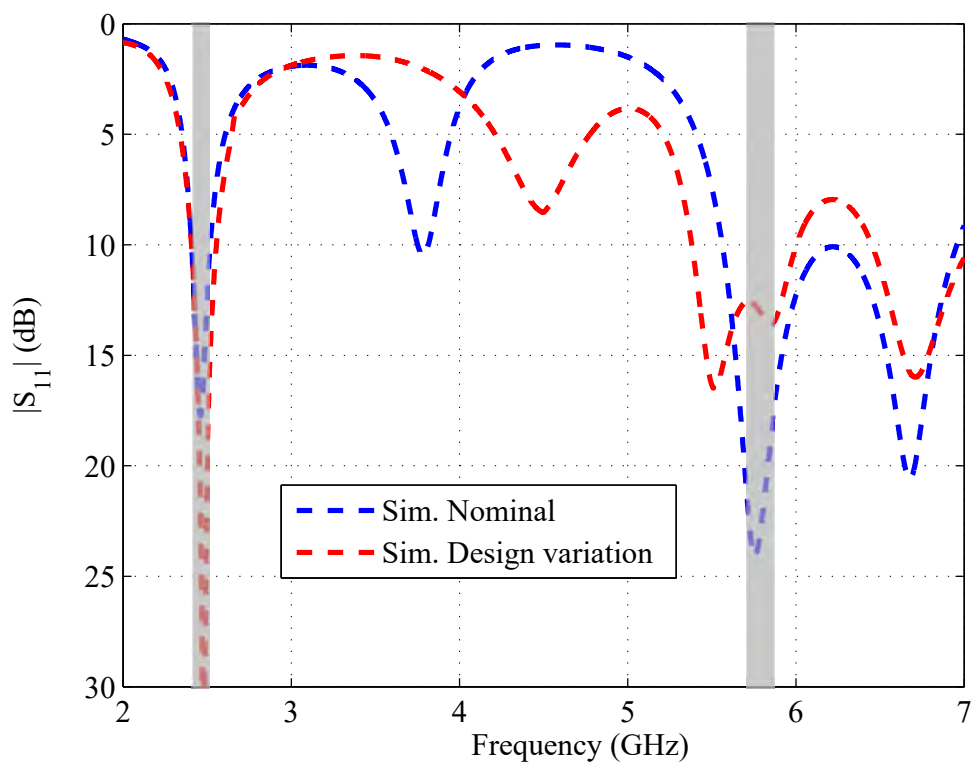 0
5
10
15
20
25
30
|S11| (dB)
Sim. Nominal
Sim. Design variation
2 3 4 5 6 7
Frequency (GHz)